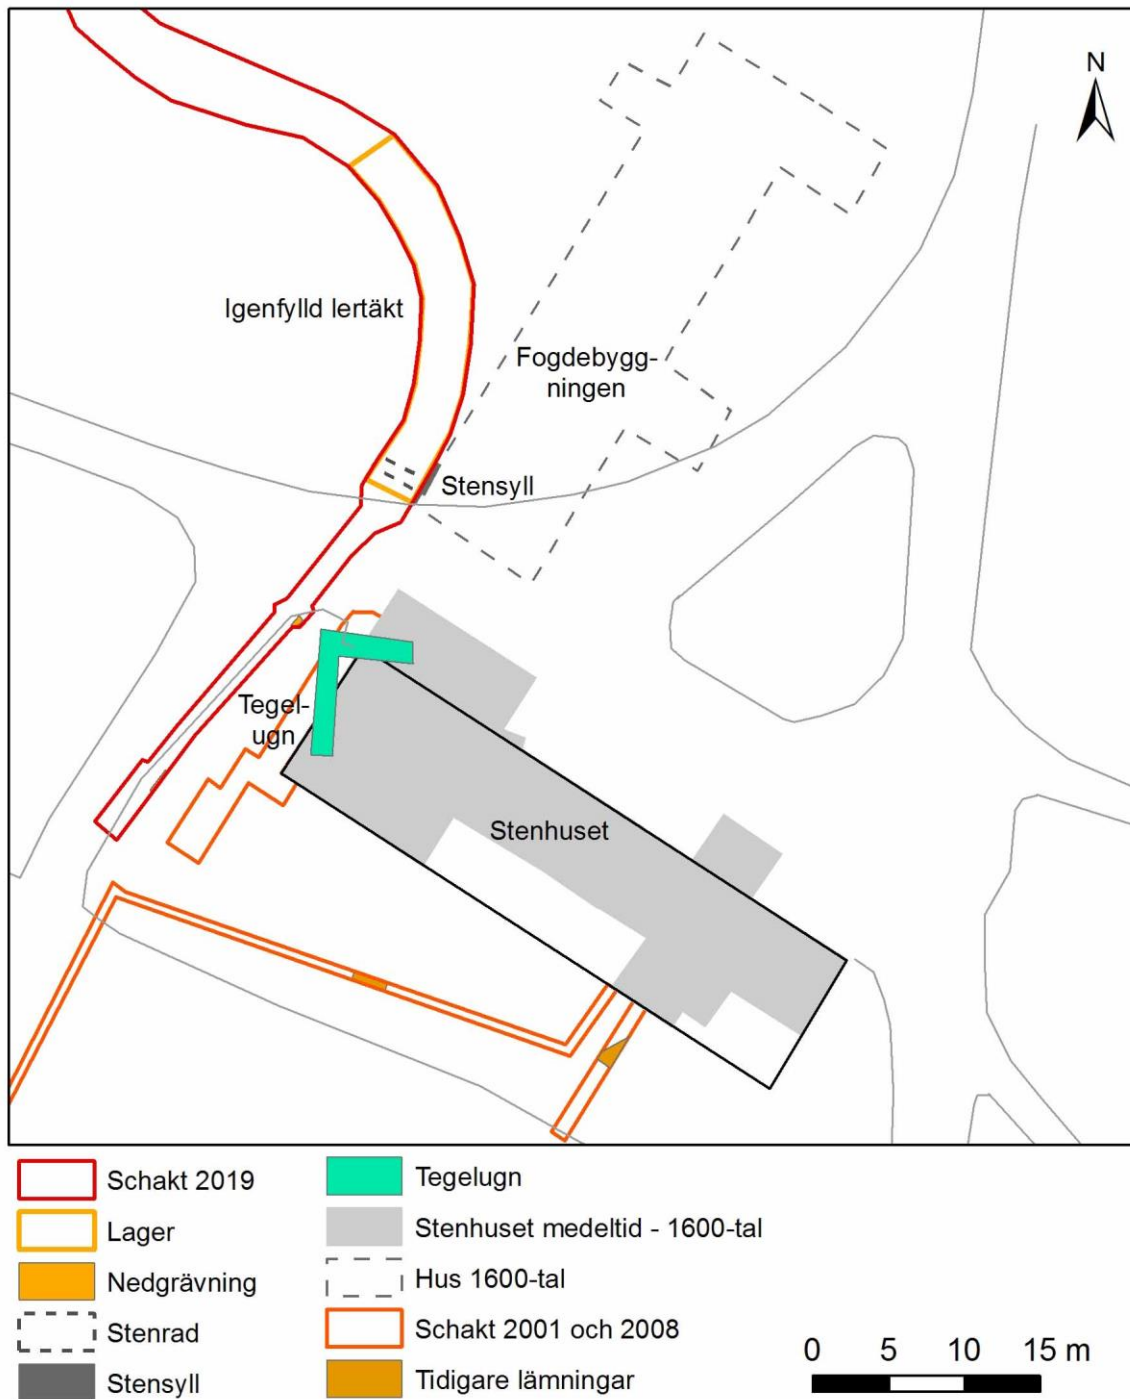 N
Igenfylld lertäkt
Fogdebygg-
ningen
Stensyll
Tegel-
ugn
Stenhuset
Schakt 2019
Lager
Nedgrävning
Stenrad
Stensyll
Tegelugn
Stenhuset medeltid - 1600-tal
Hus 1600-tal
Schakt 2001 och 2008
Tidigare lämningar
0 5 10 15 m